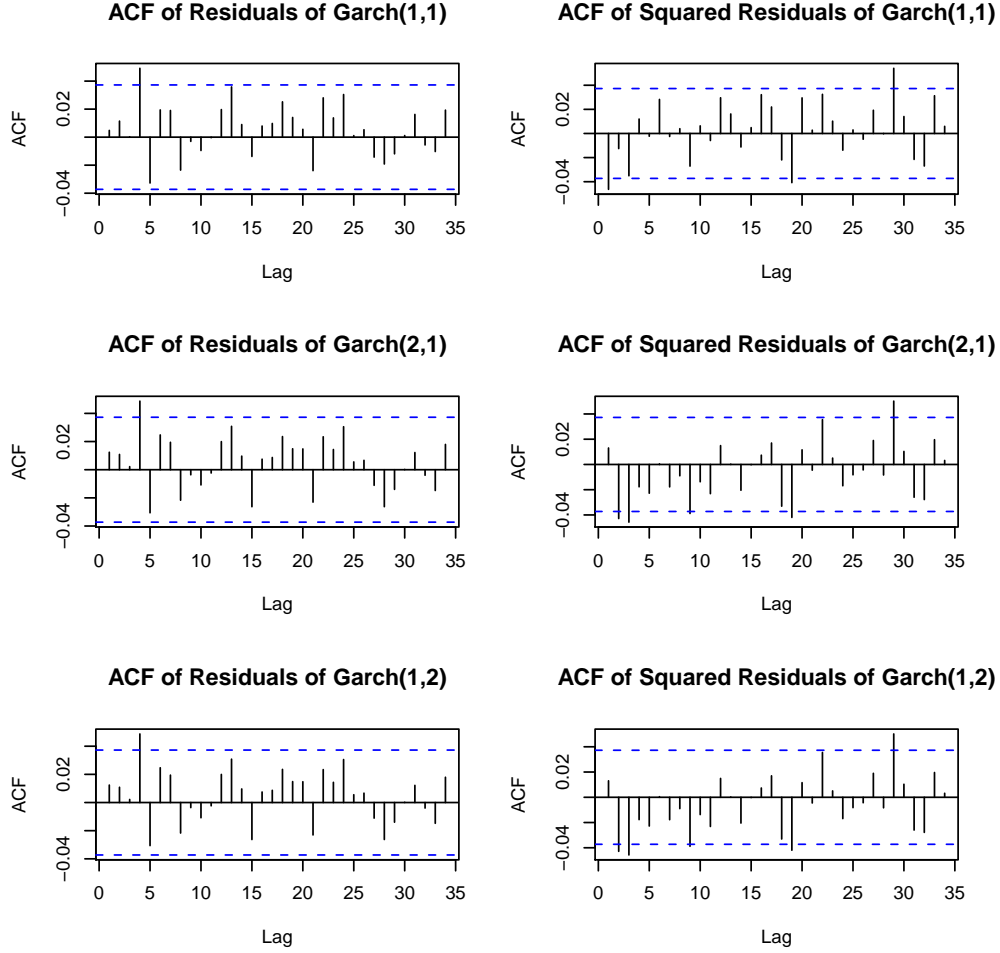 ACF of Residuals of Garch(1,1)
ACF
0.02
−0.04
0 5 10 15 20 25 30 35
Lag
ACF of Squared Residuals of Garch(1,1)
ACF
0.02
−0.04
0 5 10 15 20 25 30 35
Lag
ACF of Residuals of Garch(2,1)
ACF
0.02
−0.04
0 5 10 15 20 25 30 35
Lag
ACF of Squared Residuals of Garch(2,1)
ACF
0.02
−0.04
0 5 10 15 20 25 30 35
Lag
ACF of Residuals of Garch(1,2)
ACF
0.02
−0.04
0 5 10 15 20 25 30 35
Lag
ACF of Squared Residuals of Garch(1,2)
ACF
0.02
−0.04
0 5 10 15 20 25 30 35
Lag